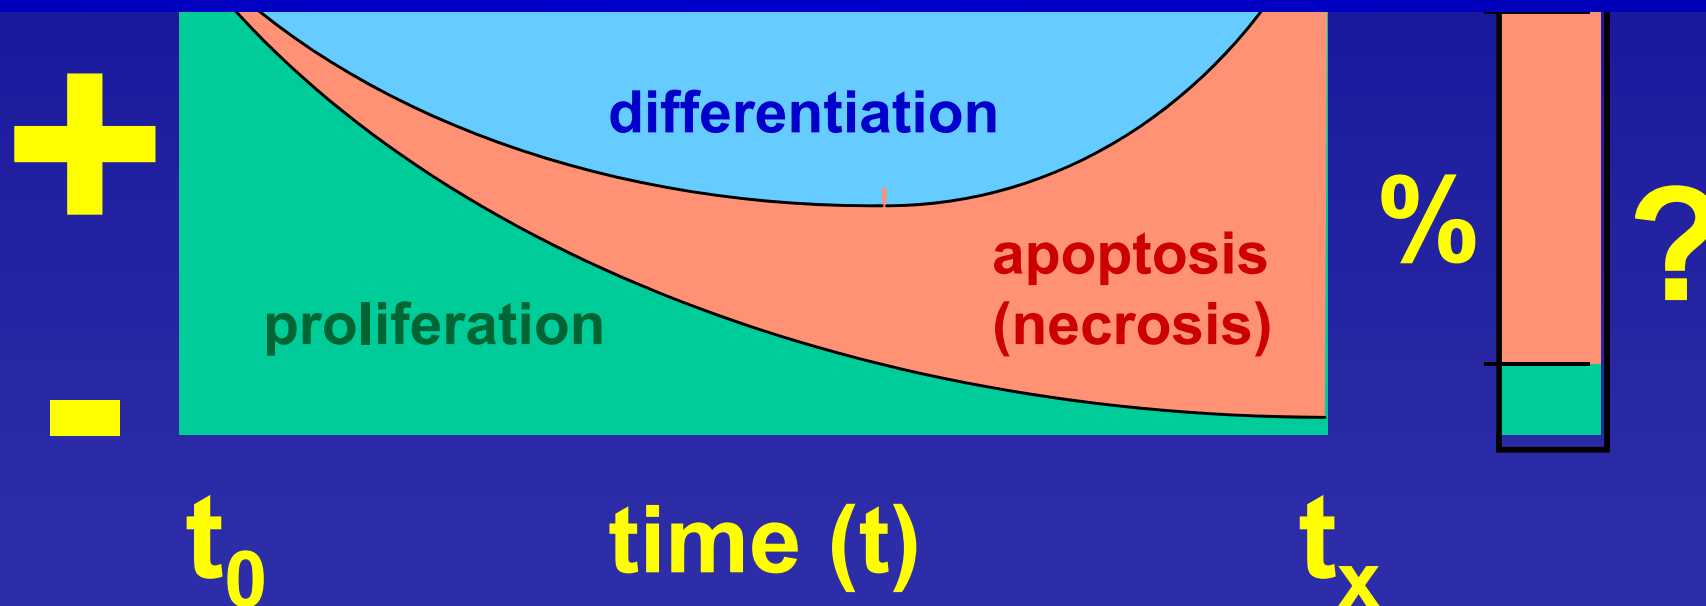 +
differentiation
%
?
apoptosis
(necrosis)
proliferation
-
t0
time (t)
tx